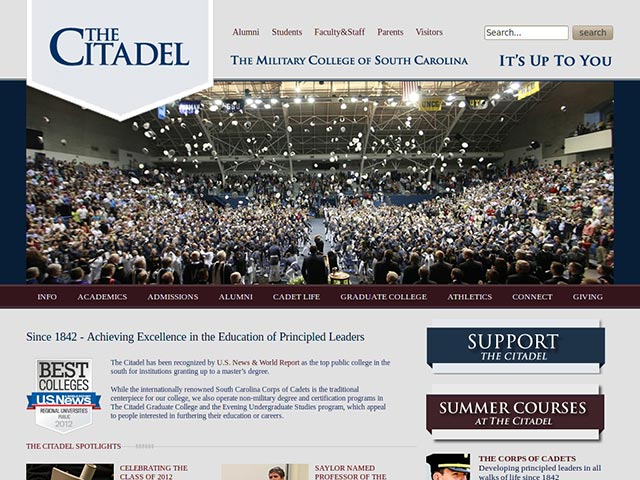 THE
CITADEL
Alumni Students Faculty&Staff Parents Visitors
Search... search
THE MILITARY COLLEGE OF SOUTH CAROLINA
IT'S UP TO YOU
INFO ACADEMICS ADMISSIONS ALUMNI CADET LIFE GRADUATE COLLEGE ATHLETICS CONNECT GIVING
Since 1842 - Achieving Excellence in the Education of Principled Leaders
BEST
COLLEGES
U.S.News
REGIONAL UNIVERSITIES
PUBLIC
2012
The Citadel has been recognized by U.S. News & World Report as the top public college in the
south for institutions granting up to a master's degree.
While the internationally renowned South Carolina Corps of Cadets is the traditional
centerpiece for our college, we also operate non-military degree and certification programs in
The Citadel Graduate College and the Evening Undergraduate Studies program, which appeal
to people interested in furthering their education or careers.
SUPPORT
THE CITADEL
SUMMER COURSES
AT THE CITADEL
THE CITADEL SPOTLIGHTS
CELEBRATING THE
CLASS OF 2012
SAYLOR NAMED
PROFESSOR OF THE
THE CORPS OF CADETS
Developing principled leaders in all
walks of life since 1842